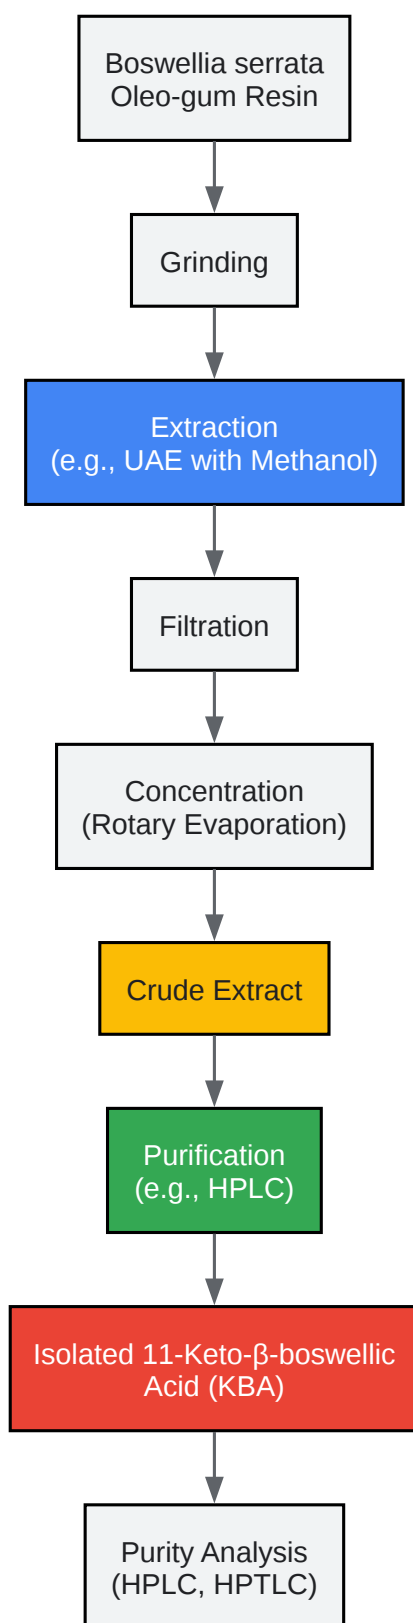 Boswellia serrata
Oleo-gum Resin
Grinding
Extraction
(e.g., UAE with Methanol)
Filtration
Concentration
(Rotary Evaporation)
Crude Extract
Purification
(e.g., HPLC)
Isolated 11-Keto-β-boswellic
Acid (KBA)
Purity Analysis
(HPLC, HPTLC)